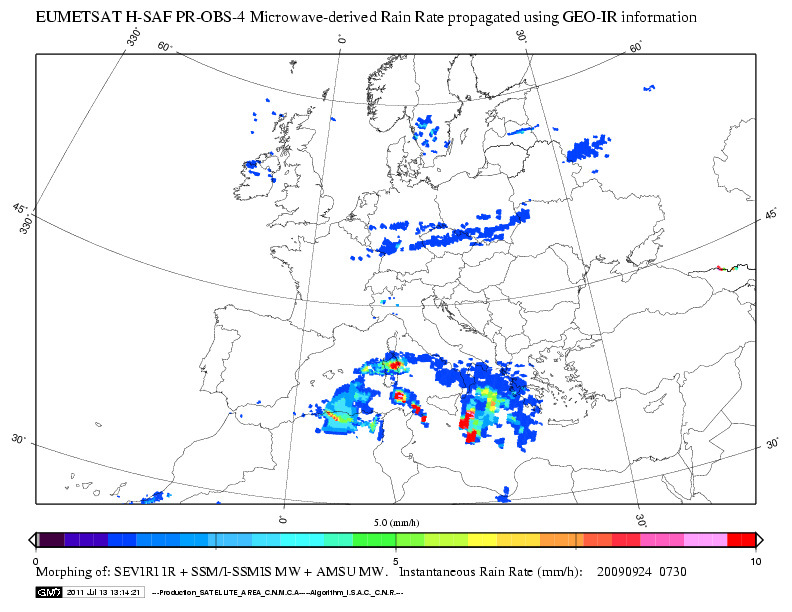 EUMETSAT H-SAF PR-OBS-4 Microwave-derived Rain Rate propagated using GEO-IR information
330° 60° 0° 30° 60°
45° 45°
330°
30° 30°
0° 30°
5.0 (mm/h)
0 5 10
Morphing of: SEVIRI IR + SSM/I-SSMIS MW + AMSU MW. Instantaneous Rain Rate (mm/h): 20090924 0730
GMT 2011 Jul 13 13:14:21 ---Production_SATELLITE_AREA_C.N.M.C.A----Algorithm_I.S.A.C._C.N.R.---